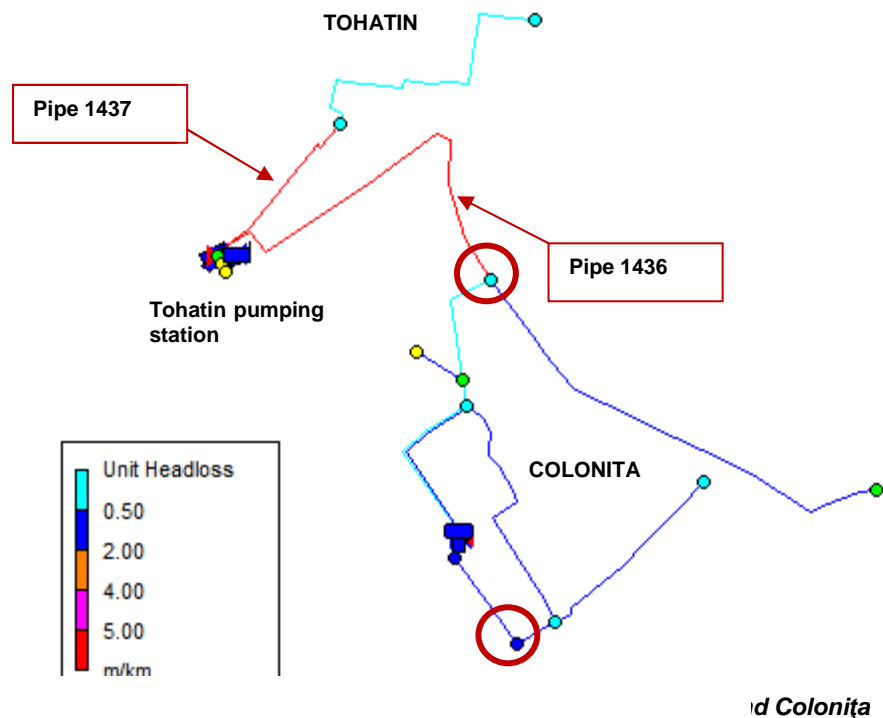 TOHATIN
Pipe 1437
Pipe 1436
Tohatin pumping
station
COLONITA
Unit Headloss
0.50
2.00
4.00
5.00
m/km
Coloniţa